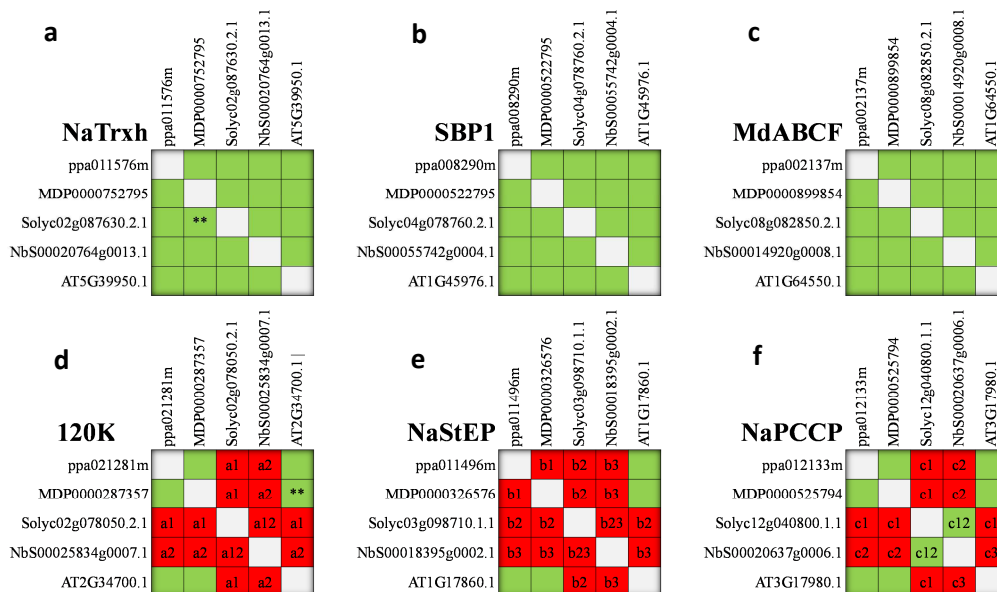 a
ppa011576m
MDP0000752795
Solyc02g087630.2.1
NbS00020764g0013.1
AT5G39950.1
NaTrxh
ppa011576m
MDP0000752795
Solyc02g087630.2.1 **
NbS00020764g0013.1
AT5G39950.1
b
ppa008290m
MDP0000522795
Solyc04g078760.2.1
NbS00055742g0004.1
AT1G45976.1
SBP1
ppa008290m
MDP0000522795
Solyc04g078760.2.1
NbS00055742g0004.1
AT1G45976.1
c
ppa002137m
MDP0000899854
Solyc08g082850.2.1
NbS00014920g0008.1
AT1G64550.1
MdABCF
ppa002137m
MDP0000899854
Solyc08g082850.2.1
NbS00014920g0008.1
AT1G64550.1
d
ppa021281m
MDP0000287357
Solyc02g078050.2.1
NbS00025834g0007.1
AT2G34700.1 |
120K
ppa021281m a1 a2
MDP0000287357 a1 a2 **
Solyc02g078050.2.1 a1 a1 a12 a1
NbS00025834g0007.1 a2 a2 a12 a2
AT2G34700.1 a1 a2
e
ppa011496m
MDP0000326576
Solyc03g098710.1.1
NbS00018395g0002.1
AT1G17860.1
NaStEP
ppa011496m b1 b2 b3
MDP0000326576 b1 b2 b3
Solyc03g098710.1.1 b2 b2 b23 b2
NbS00018395g0002.1 b3 b3 b23 b3
AT1G17860.1 b2 b3
f
ppa012133m
MDP0000525794
Solyc12g040800.1.1
NbS00020637g0006.1
AT3G17980.1
NaPCCP
ppa012133m c1 c2
MDP0000525794 c1 c2
Solyc12g040800.1.1 c1 c1 c12 c1
NbS00020637g0006.1 c2 c2 c12 c3
AT3G17980.1 c1 c3